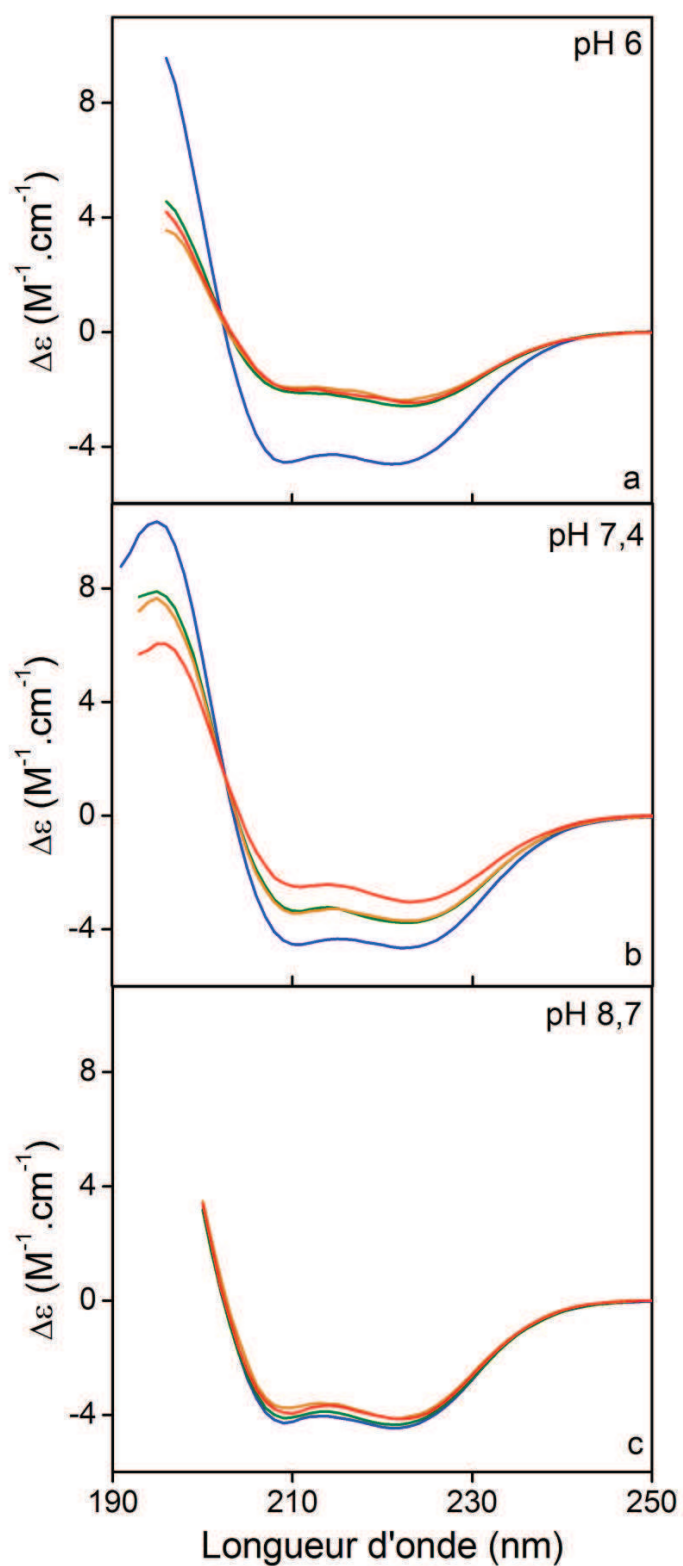 pH 6
8
4
0
-4
Δε (M⁻¹.cm⁻¹)
a
pH 7,4
8
4
0
-4
Δε (M⁻¹.cm⁻¹)
b
pH 8,7
8
4
0
-4
Δε (M⁻¹.cm⁻¹)
c
190 210 230 250
Longueur d'onde (nm)